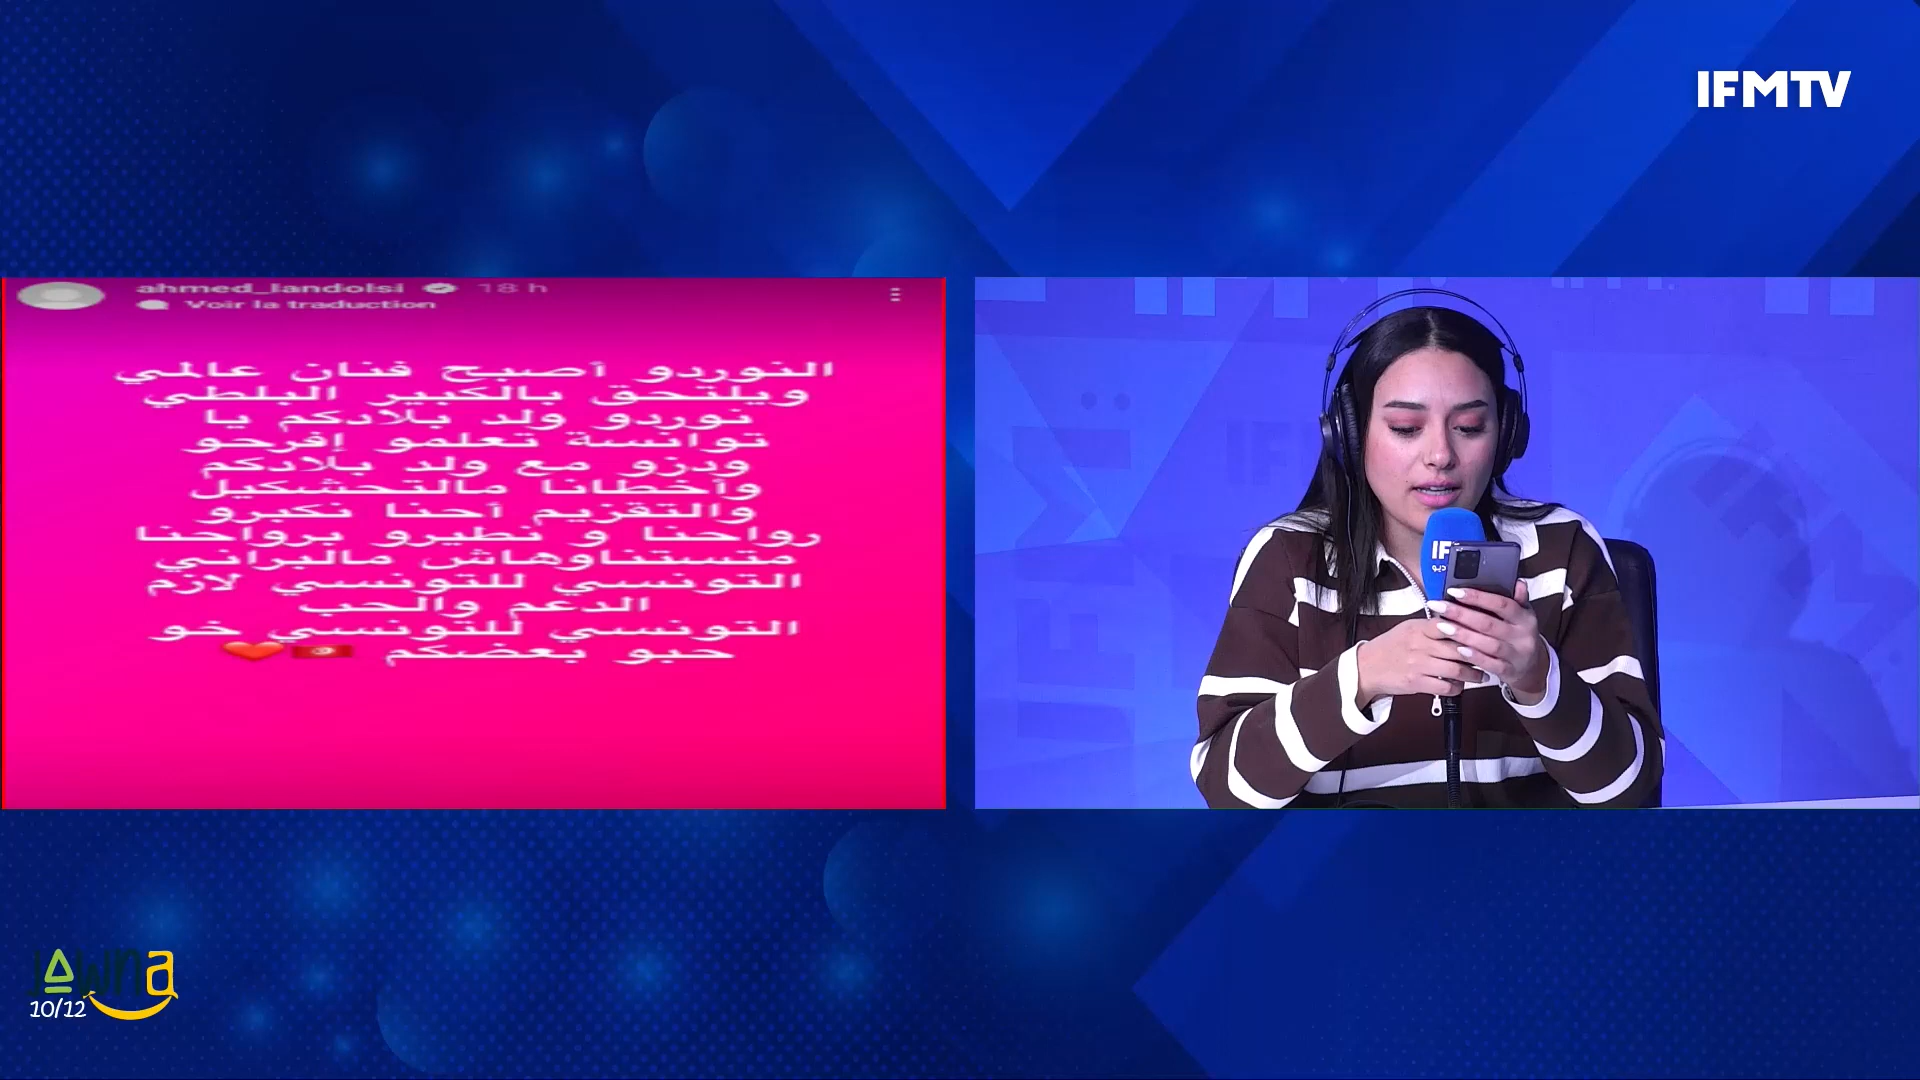 IFMTV
ahmed_landolsi 18 h
Voir la traduction
النوردو أصبح فنان عالمي
ويلتحق بالكبير البلطي
نوردو ولد بلادكم يا
توانسة تعلمو إفرحو
ودزو مع ولد بلادكم
وأخطانا مالتحشكيل
والتقزيم أحنا نكبرو
رواحنا و نطيرو برواحنا
متستناوهاش مالبراني
التونسي للتونسي لازم
الدعم والحب
التونسي للتونسي خو
حبو بعضكم
IF
ديو
JAWNA
10/12